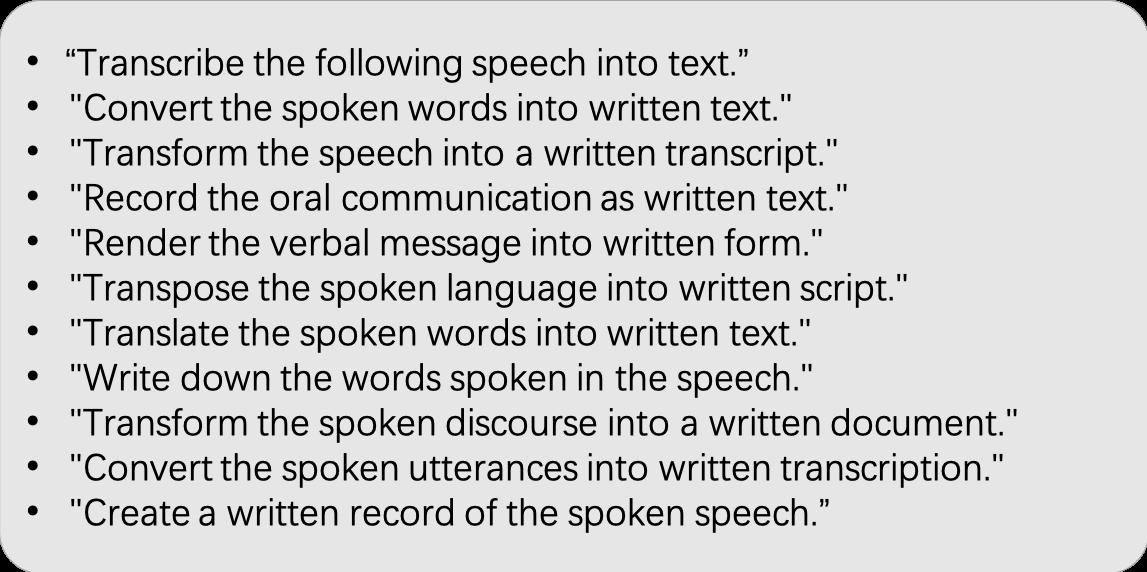 • “Transcribe the following speech into text.”
• "Convert the spoken words into written text."
• "Transform the speech into a written transcript."
• "Record the oral communication as written text."
• "Render the verbal message into written form."
• "Transpose the spoken language into written script."
• "Translate the spoken words into written text."
• "Write down the words spoken in the speech."
• "Transform the spoken discourse into a written document."
• "Convert the spoken utterances into written transcription."
• "Create a written record of the spoken speech.”